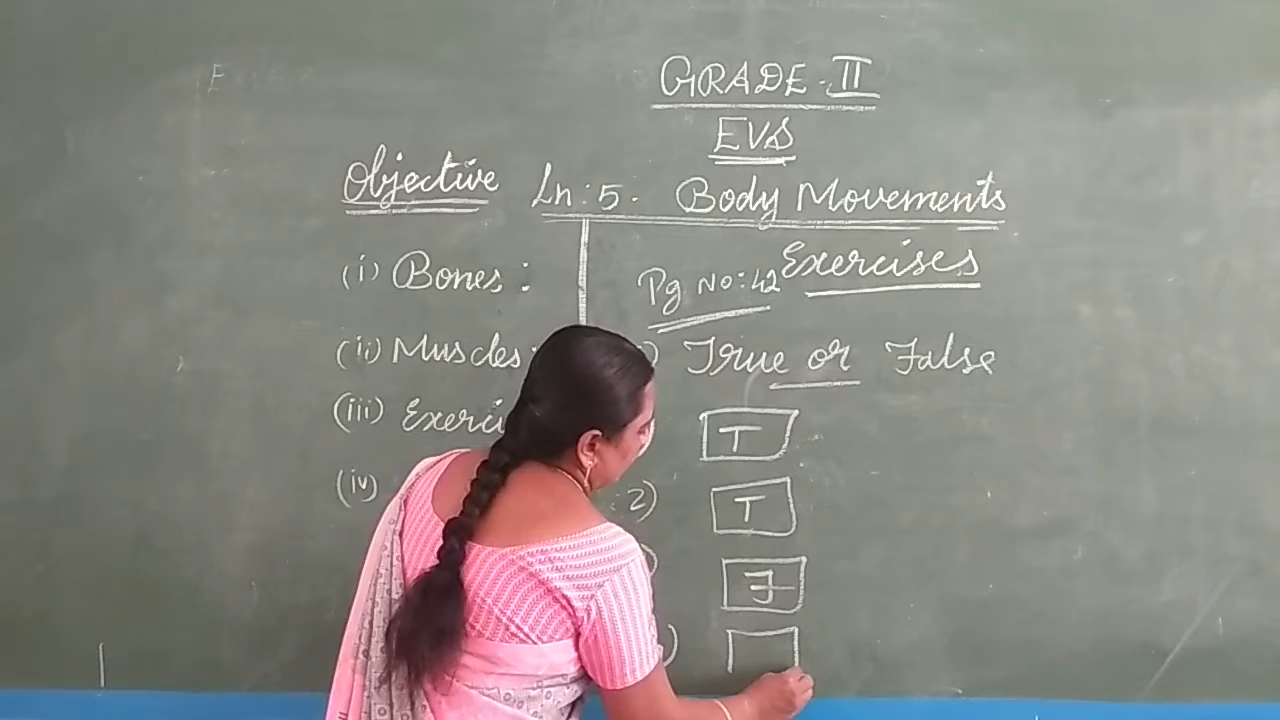 GRADE - II
EVS
Objective Ln: 5. Body Movements
(i) Bones: Pg No: 42 Exercises
(ii) Muscles: True or False
(iii) Exerci
T
(iv) 2) T
F